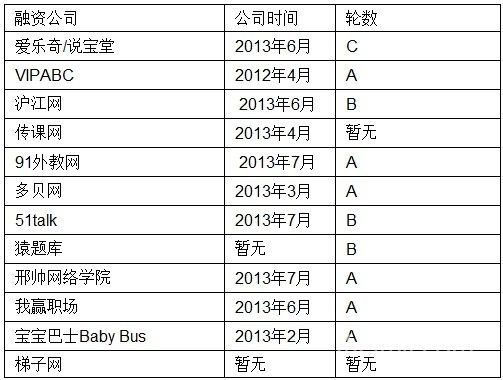 融资公司 公司时间 轮数
爱乐奇/说宝堂 2013年6月 C
VIPABC 2012年4月 A
沪江网 2013年6月 B
传课网 2013年4月 暂无
91外教网 2013年7月 A
多贝网 2013年3月 A
51talk 2013年7月 B
猿题库 暂无 B
邢帅网络学院 2013年7月 A
我赢职场 2013年6月 A
宝宝巴士Baby Bus 2013年2月 A
梯子网 暂无 暂无